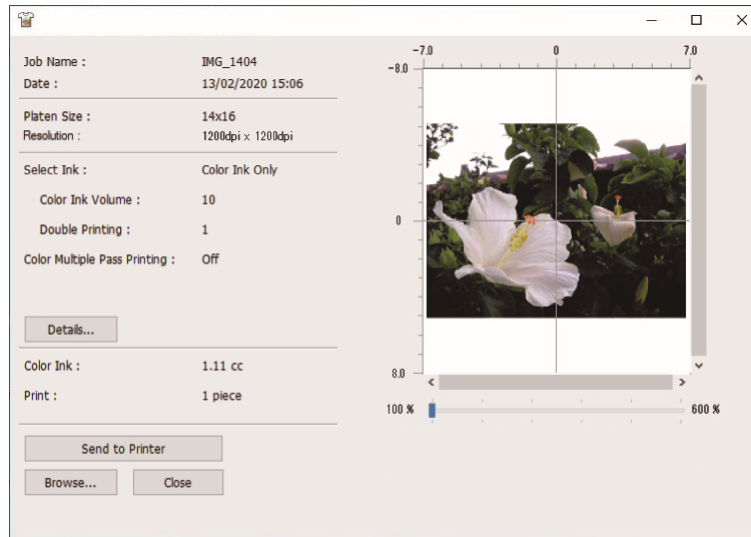 Job Name : IMG_1404
Date : 13/02/2020 15:06
Platen Size : 14x16
Resolution : 1200dpi × 1200dpi
Select Ink : Color Ink Only
Color Ink Volume : 10
Double Printing : 1
Color Multiple Pass Printing : Off
Details...
Color Ink : 1.11 cc
Print : 1 piece
Send to Printer
Browse... Close
-7.0 0 7.0
-8.0
0
8.0
100 % 600 %